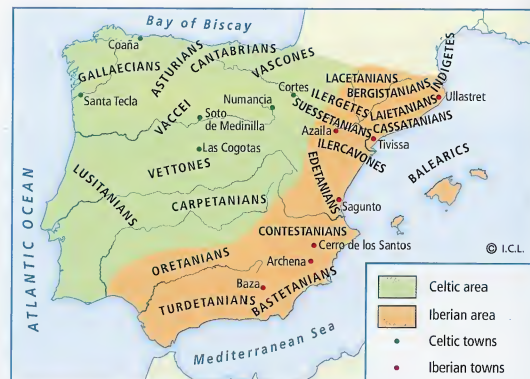 Bay of Biscay
Coaña
ASTURIANS
CANTABRIANS
VASCONES
GALLAECIANS
Santa Tecla
VACCEI
Soto
de Medinilla
Numancia
Cortes
LACETANIANS
BERGISTANIANS
INDIGETES
ILERGETES
LAIETANIANS
Ullastret
SUESSETANIANS
CASSATANIANS
Azaila
Tivissa
ILERCAVONES
Las Cogotas
VETTONES
LUSITANIANS
CARPETANIANS
EDETANIANS
BALEARICS
Sagunto
ATLANTIC OCEAN
CONTESTANIANS
Cerro de los Santos
ORETANIANS
Archena
Baza
TURDETANIANS
BASTETANIANS
Mediterranean Sea
© I.C.L.
Celtic area
Iberian area
Celtic towns
Iberian towns